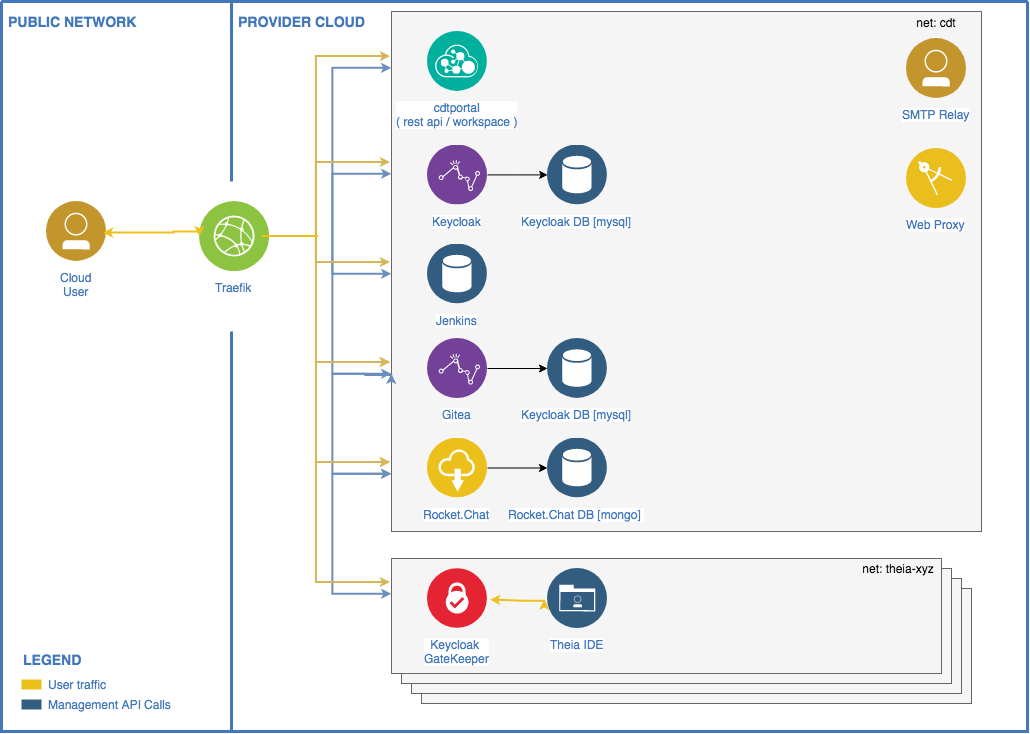 PUBLIC NETWORK
PROVIDER CLOUD
net: cdt
cdtportal
( rest api / workspace )
SMTP Relay
Keycloak
Keycloak DB [mysql]
Web Proxy
Cloud
User
Traefik
Jenkins
Gitea
Keycloak DB [mysql]
Rocket.Chat
Rocket.Chat DB [mongo]
net: theia-xyz
Keycloak
GateKeeper
Theia IDE
LEGEND
User traffic
Management API Calls